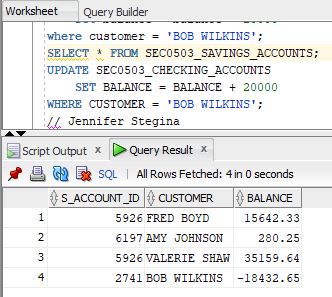 Worksheet Query Builder
where customer = 'BOB WILKINS';
SELECT * FROM SEC0503_SAVINGS_ACCOUNTS;
UPDATE SEC0503_CHECKING_ACCOUNTS
SET BALANCE = BALANCE + 20000
WHERE CUSTOMER = 'BOB WILKINS';
// Jennifer Stegina
Script Output x Query Result x
SQL | All Rows Fetched: 4 in 0 seconds
S_ACCOUNT_ID CUSTOMER BALANCE
1 5926 FRED BOYD 15642.33
2 6197 AMY JOHNSON 280.25
3 5926 VALERIE SHAW 35159.64
4 2741 BOB WILKINS -18432.65